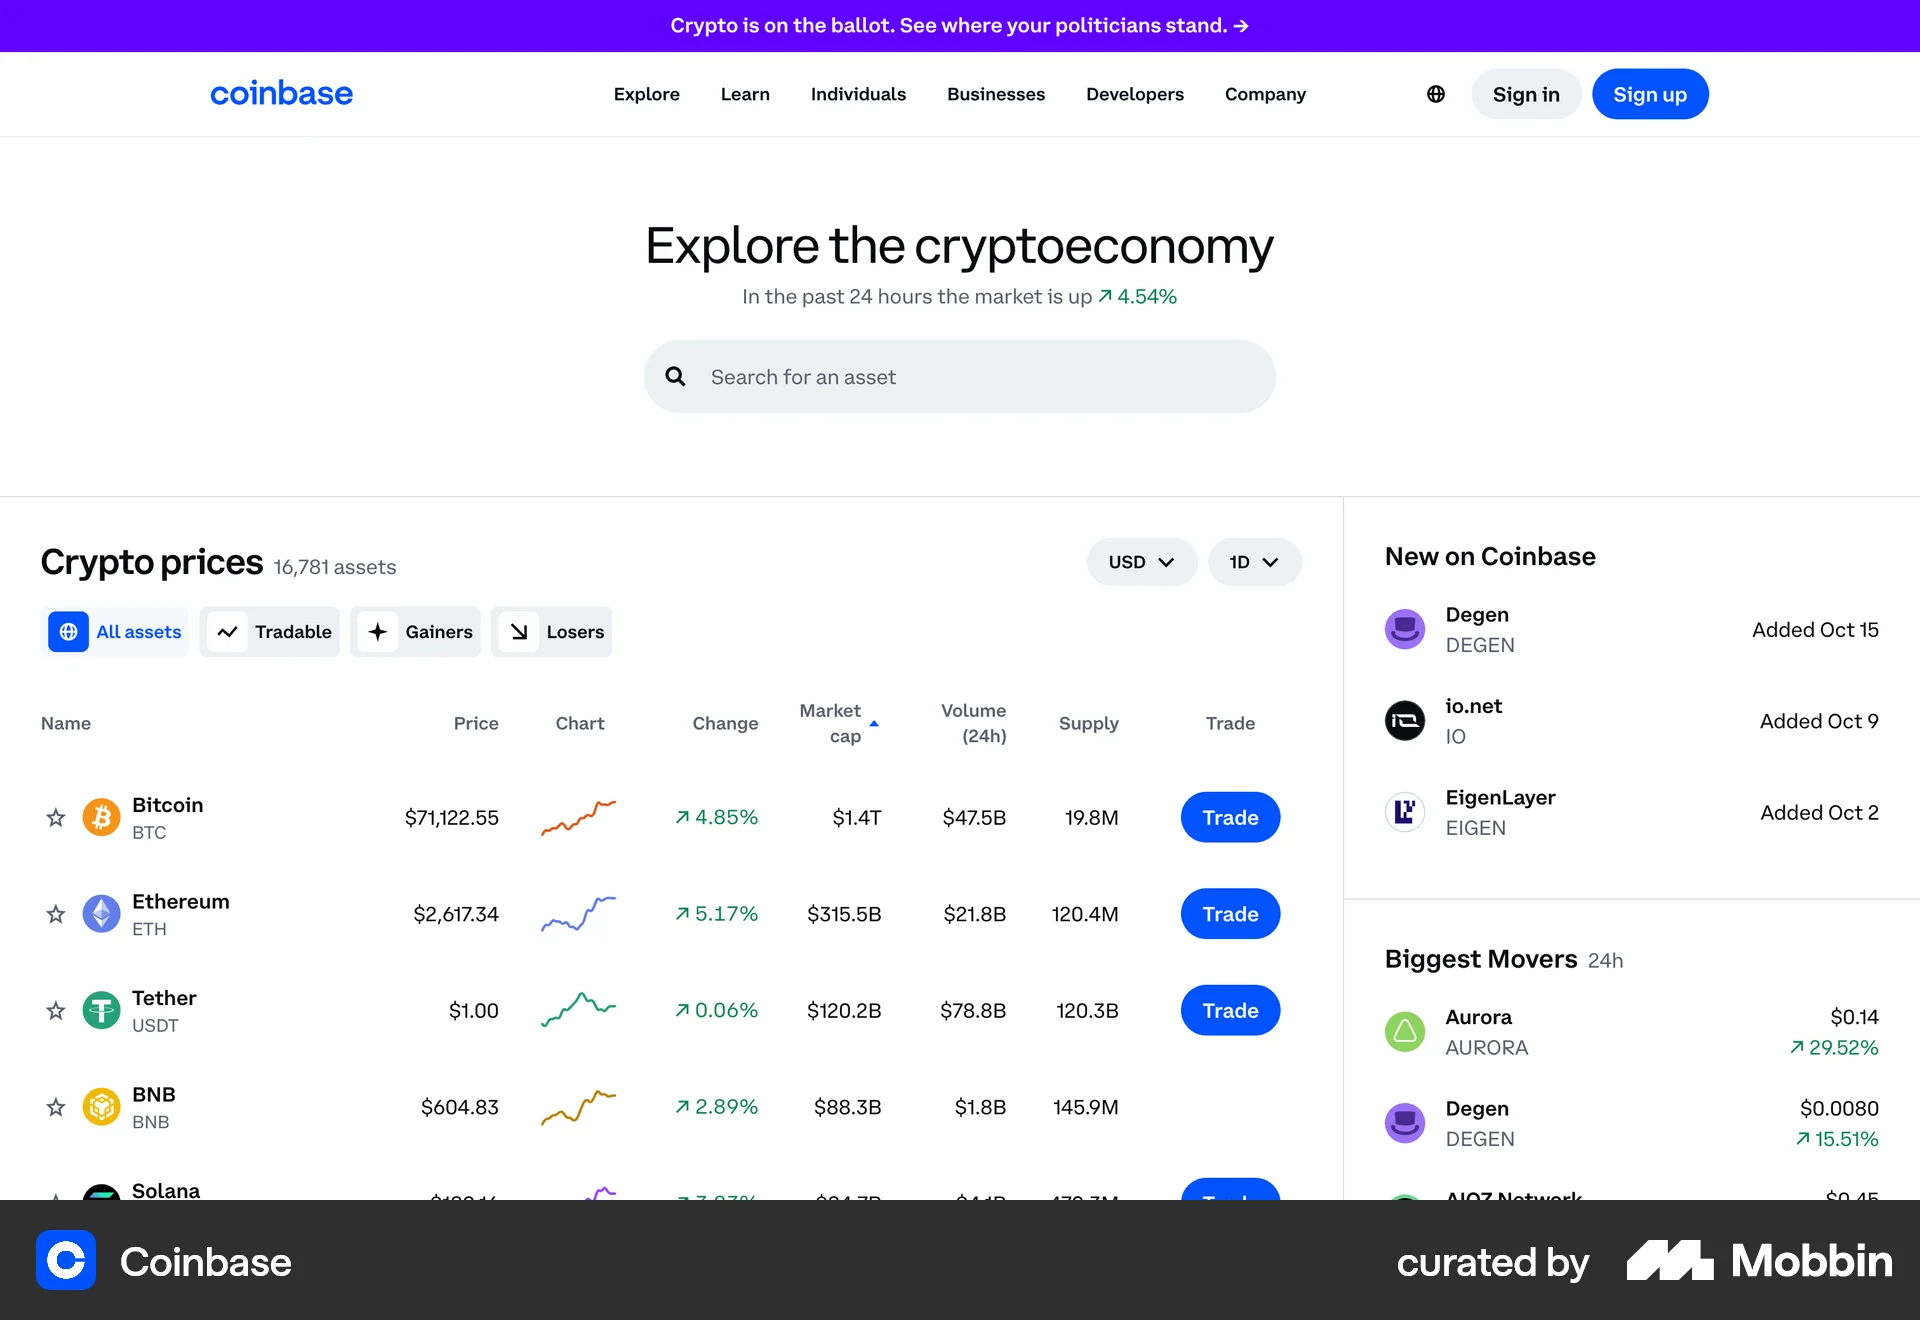 Crypto is on the ballot. See where your politicians stand. →
coinbase
Explore Learn Individuals Businesses Developers Company Sign in Sign up
Explore the cryptoeconomy
In the past 24 hours the market is up ↗ 4.54%
Search for an asset
Crypto prices 16,781 assets
USD 1D
All assets Tradable Gainers Losers
Name Price Chart Change Market cap Volume (24h) Supply Trade
Bitcoin
BTC
$71,122.55 ↗ 4.85% $1.4T $47.5B 19.8M Trade
Ethereum
ETH
$2,617.34 ↗ 5.17% $315.5B $21.8B 120.4M Trade
Tether
USDT
$1.00 ↗ 0.06% $120.2B $78.8B 120.3B Trade
BNB
BNB
$604.83 ↗ 2.89% $88.3B $1.8B 145.9M
Solana
New on Coinbase
Degen
DEGEN
Added Oct 15
io.net
IO
Added Oct 9
EigenLayer
EIGEN
Added Oct 2
Biggest Movers 24h
Aurora
AURORA
$0.14
↗ 29.52%
Degen
DEGEN
$0.0080
↗ 15.51%
AIOZ Network
$0.45
Coinbase
curated by Mobbin